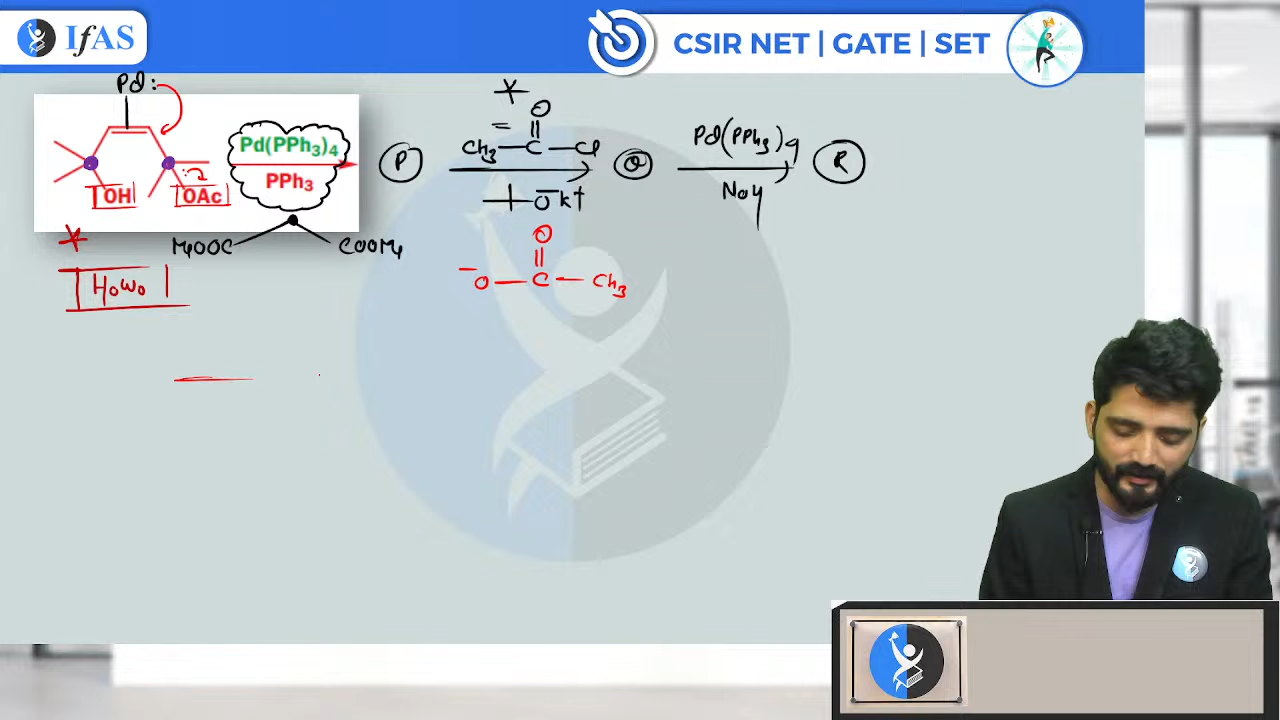 IfAS
CSIR NET | GATE | SET
Pd:
OH
OAc
Pd(PPh3)4
PPh3
MeOOC
COOMe
P
O
CH3 C Cl
O K+
Q
Pd(PPh3)4
NaH
R
H.W.
O
-O C CH3